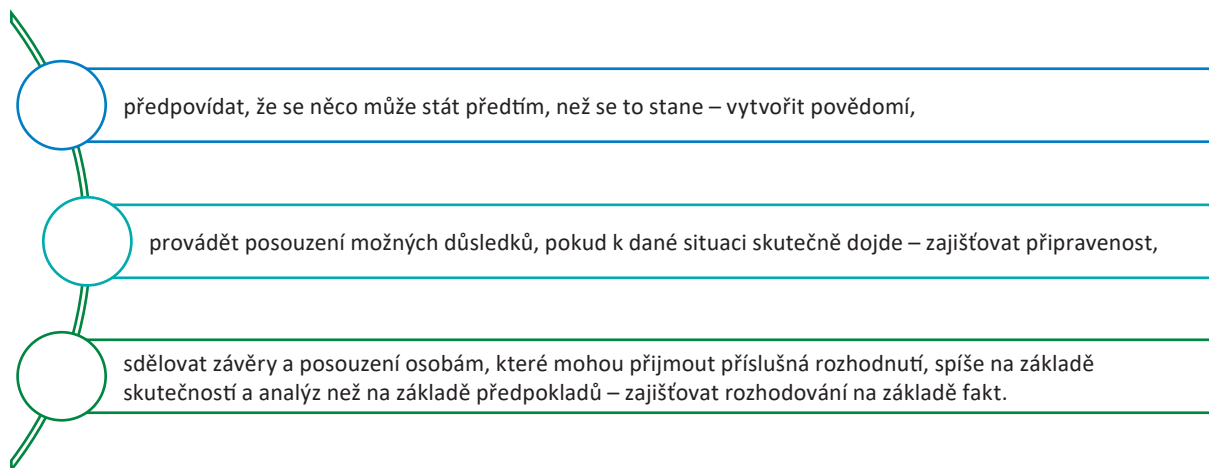 předpovídat, že se něco může stát předtím, než se to stane – vytvořit povědomí,
provádět posouzení možných důsledků, pokud k dané situaci skutečně dojde – zajišťovat připravenost,
sdělovat závěry a posouzení osobám, které mohou přijmout příslušná rozhodnutí, spíše na základě
skutečností a analýz než na základě předpokladů – zajišťovat rozhodování na základě fakt.